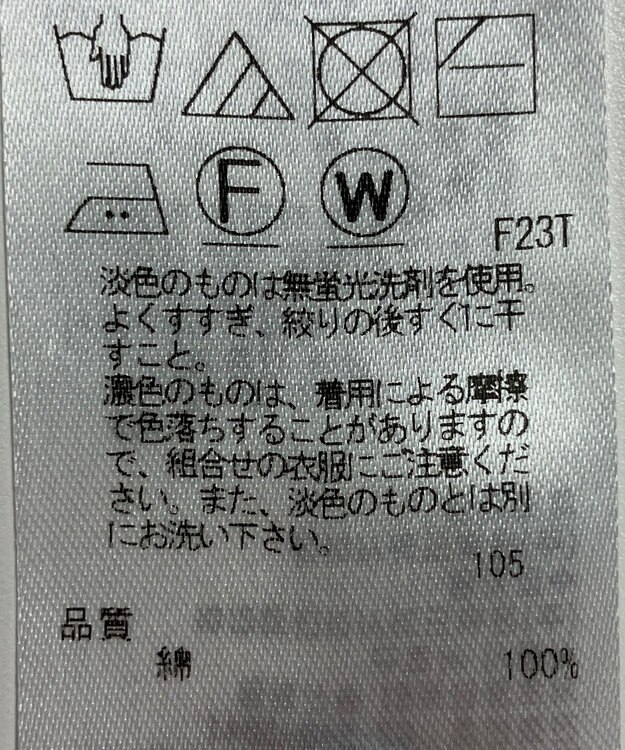 F W F23T
淡色のものは無蛍光洗剤を使用。
よくすすぎ、絞りの後すぐに干
すこと。
濃色のものは、着用による摩擦
で色落ちすることがありますの
で、組合せの衣服にご注意くだ
さい。また、淡色のものとは別
にお洗い下さい。
105
品質
綿 100%